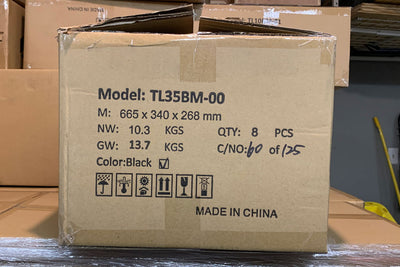 Model: TL35BM-00
M: 665 x 340 x 268 mm
NW: 10.3 KGS QTY: 8 PCS
GW: 13.7 KGS C/NO: 60 of 125
Color:Black ☑
MADE IN CHINA